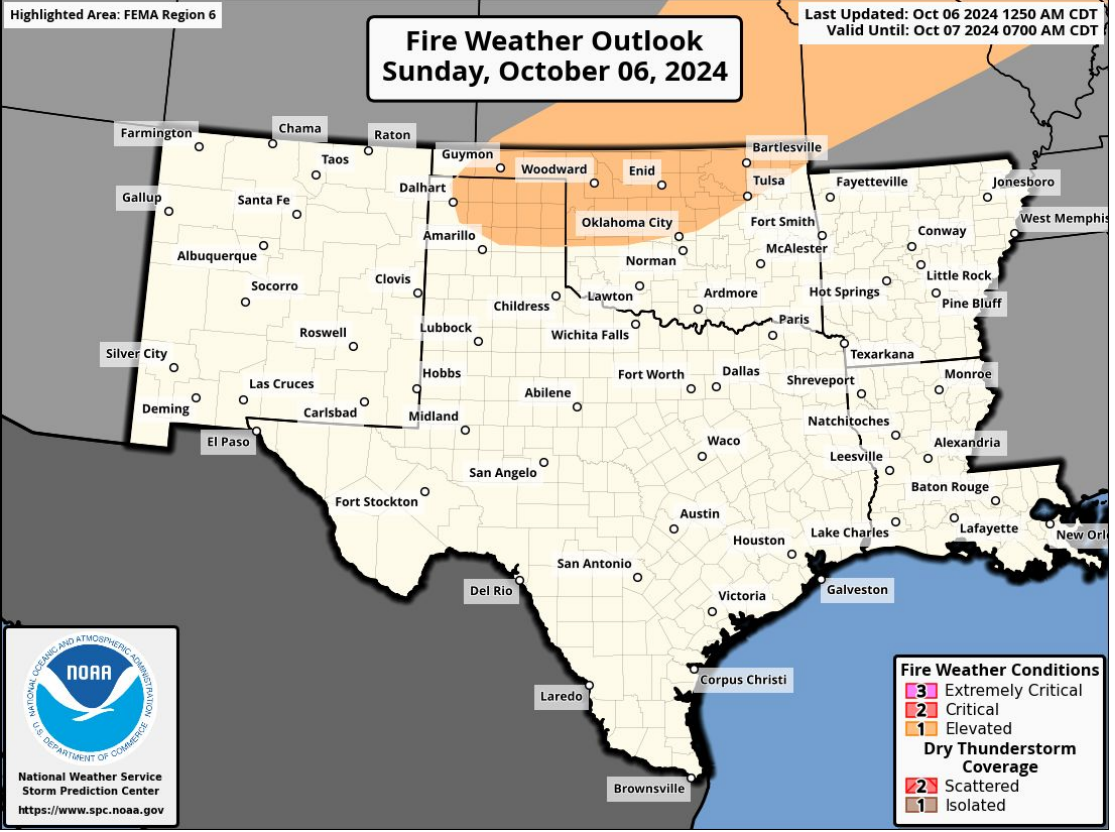 Highlighted Area: FEMA Region 6
Fire Weather Outlook
Sunday, October 06, 2024
Last Updated: Oct 06 2024 1250 AM CDT
Valid Until: Oct 07 2024 0700 AM CDT
Farmington
Chama
Raton
Taos
Guymon
Woodward
Enid
Bartlesville
Tulsa
Fayetteville
Jonesboro
Gallup
Santa Fe
Dalhart
Oklahoma City
Fort Smith
West Memphis
Albuquerque
Amarillo
Norman
McAlester
Conway
Little Rock
Socorro
Clovis
Childress
Lawton
Ardmore
Hot Springs
Pine Bluff
Roswell
Lubbock
Wichita Falls
Paris
Texarkana
Silver City
Las Cruces
Hobbs
Abilene
Fort Worth
Dallas
Shreveport
Monroe
Deming
Carlsbad
Midland
Natchitoches
El Paso
San Angelo
Waco
Leesville
Alexandria
Fort Stockton
Baton Rouge
Austin
Houston
Lake Charles
Lafayette
New Orl
San Antonio
Del Rio
Victoria
Galveston
Laredo
Corpus Christi
Brownsville
NATIONAL OCEANIC AND ATMOSPHERIC ADMINISTRATION
NOAA
U.S. DEPARTMENT OF COMMERCE
National Weather Service
Storm Prediction Center
https://www.spc.noaa.gov
Fire Weather Conditions
3 Extremely Critical
2 Critical
1 Elevated
Dry Thunderstorm
Coverage
2 Scattered
1 Isolated